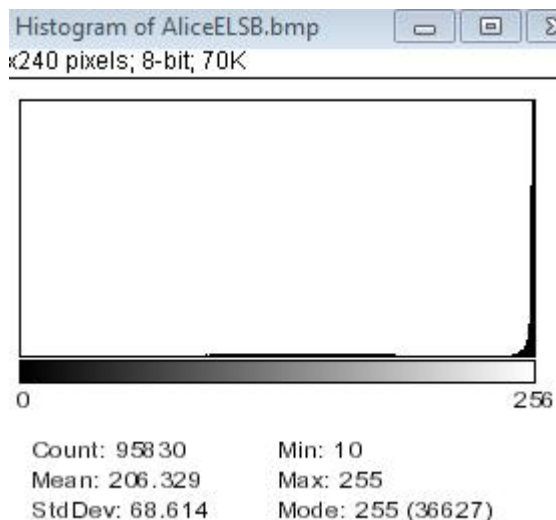 Histogram of AliceELSB.bmp
x240 pixels; 8-bit; 70K
0 256
Count: 95830 Min: 10
Mean: 206.329 Max: 255
StdDev: 68.614 Mode: 255 (36627)